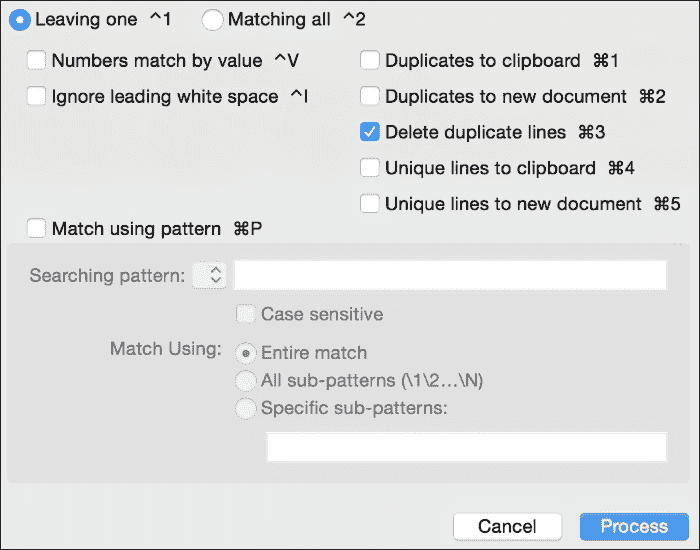 Leaving one ^1 Matching all ^2
Numbers match by value ^V Duplicates to clipboard ⌘1
Ignore leading white space ^I Duplicates to new document ⌘2
Delete duplicate lines ⌘3
Unique lines to clipboard ⌘4
Unique lines to new document ⌘5
Match using pattern ⌘P
Searching pattern:
Case sensitive
Match Using: Entire match
All sub-patterns (\1\2...\N)
Specific sub-patterns:
Cancel Process